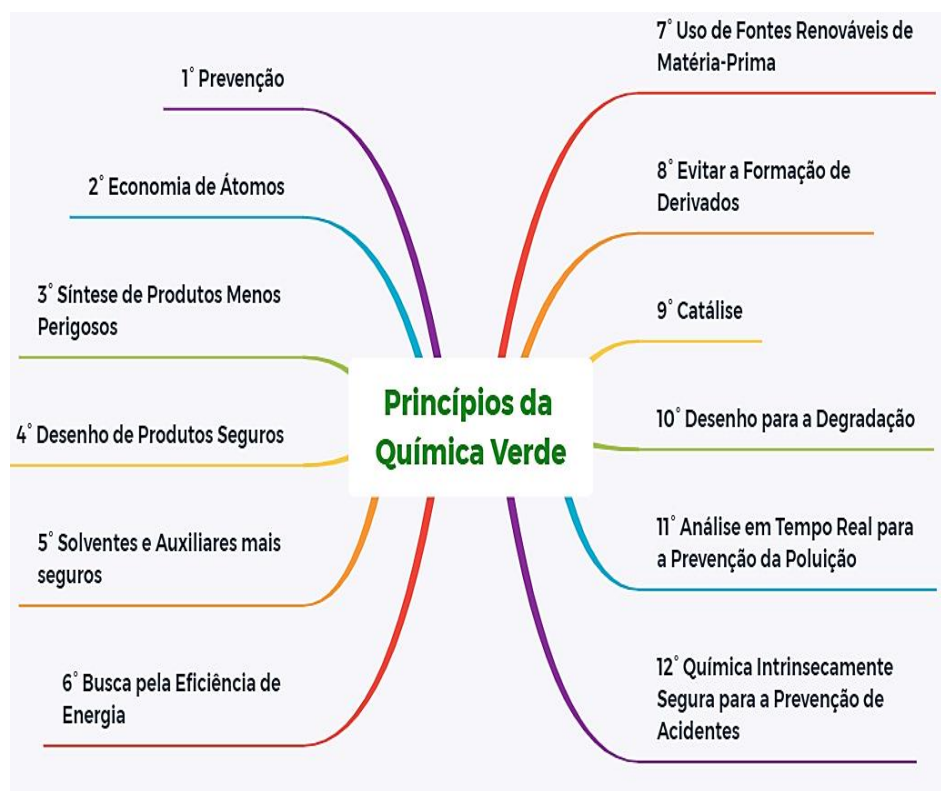 Princípios da
Química Verde
1° Prevenção
2° Economia de Átomos
3° Síntese de Produtos Menos
Perigosos
4° Desenho de Produtos Seguros
5° Solventes e Auxiliares mais
seguros
6° Busca pela Eficiência de
Energia
7° Uso de Fontes Renováveis de
Matéria-Prima
8° Evitar a Formação de
Derivados
9° Catálise
10° Desenho para a Degradação
11° Análise em Tempo Real para
a Prevenção da Poluição
12° Química Intrinsecamente
Segura para a Prevenção de
Acidentes